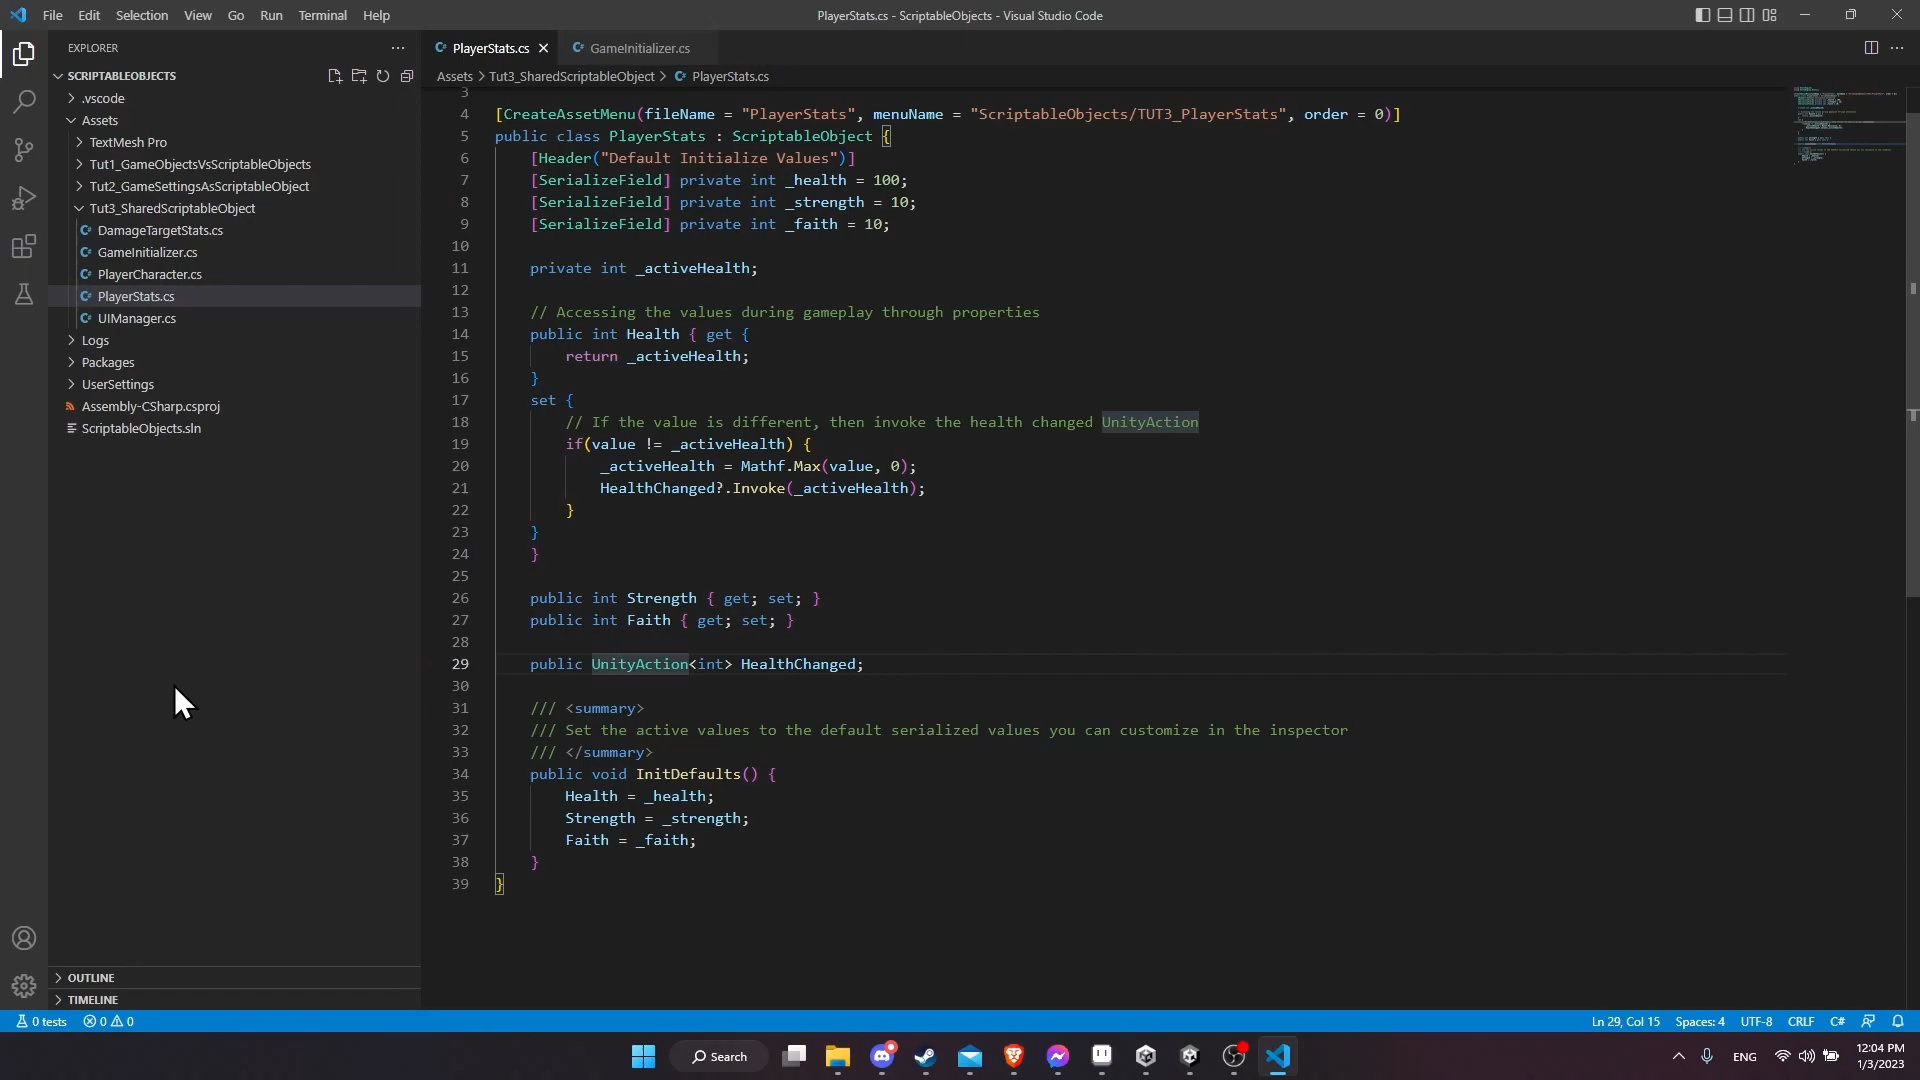 File Edit Selection View Go Run Terminal Help
PlayerStats.cs - ScriptableObjects - Visual Studio Code
EXPLORER
SCRIPTABLEOBJECTS
.vscode
Assets
TextMesh Pro
Tut1_GameObjectsVsScriptableObjects
Tut2_GameSettingsAsScriptableObject
Tut3_SharedScriptableObject
DamageTargetStats.cs
GameInitializer.cs
PlayerCharacter.cs
PlayerStats.cs
UIManager.cs
Logs
Packages
UserSettings
Assembly-CSharp.csproj
ScriptableObjects.sln
OUTLINE
TIMELINE
PlayerStats.cs GameInitializer.cs
Assets > Tut3_SharedScriptableObject > PlayerStats.cs
3
4 [CreateAssetMenu(fileName = "PlayerStats", menuName = "ScriptableObjects/TUT3_PlayerStats", order = 0)]
5 public class PlayerStats : ScriptableObject {
6 [Header("Default Initialize Values")]
7 [SerializeField] private int _health = 100;
8 [SerializeField] private int _strength = 10;
9 [SerializeField] private int _faith = 10;
10
11 private int _activeHealth;
12
13 // Accessing the values during gameplay through properties
14 public int Health { get {
15 return _activeHealth;
16 }
17 set {
18 // If the value is different, then invoke the health changed UnityAction
19 if(value != _activeHealth) {
20 _activeHealth = Mathf.Max(value, 0);
21 HealthChanged?.Invoke(_activeHealth);
22 }
23 }
24 }
25
26 public int Strength { get; set; }
27 public int Faith { get; set; }
28
29 public UnityAction<int> HealthChanged;
30
31 /// <summary>
32 /// Set the active values to the default serialized values you can customize in the inspector
33 /// </summary>
34 public void InitDefaults() {
35 Health = _health;
36 Strength = _strength;
37 Faith = _faith;
38 }
39 }
0 tests 0 0
Ln 29, Col 15 Spaces: 4 UTF-8 CRLF C#
Search
ENG
12:04 PM
1/3/2023